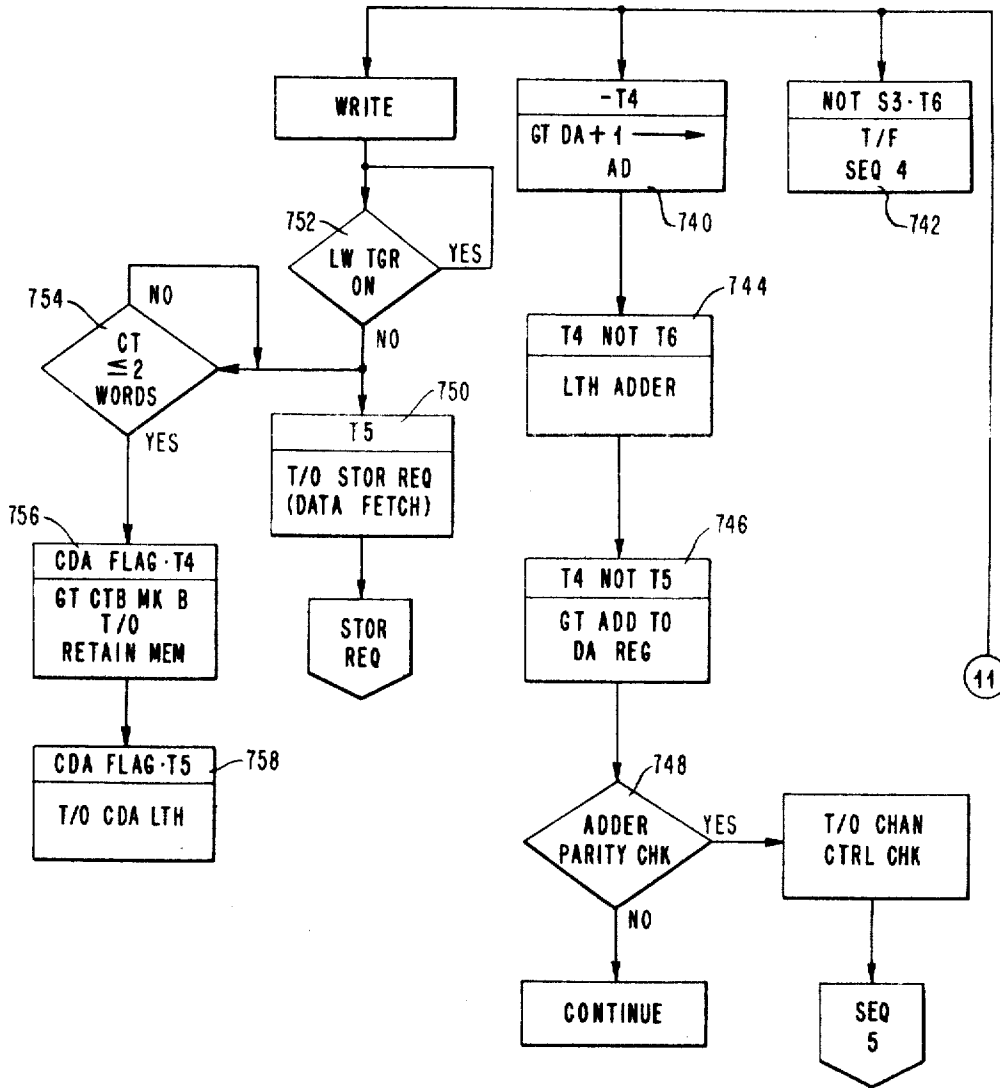 WRITE
752
LW TGR
ON
YES
NO
754
NO
CT
≦2
WORDS
YES
750
T5
T/O STOR REQ
(DATA FETCH)
STOR
REQ
756
CDA FLAG·T4
GT CTB MK B
T/O
RETAIN MEM
CDA FLAG·T5
758
T/O CDA LTH
-T4
GT DA+1 ⟶
AD
740
NOT S3·T6
T/F
SEQ 4
742
744
T4 NOT T6
LTH ADDER
746
T4 NOT T5
GT ADD TO
DA REG
11
748
ADDER
PARITY CHK
YES
NO
T/O CHAN
CTRL CHK
CONTINUE
SEQ
5